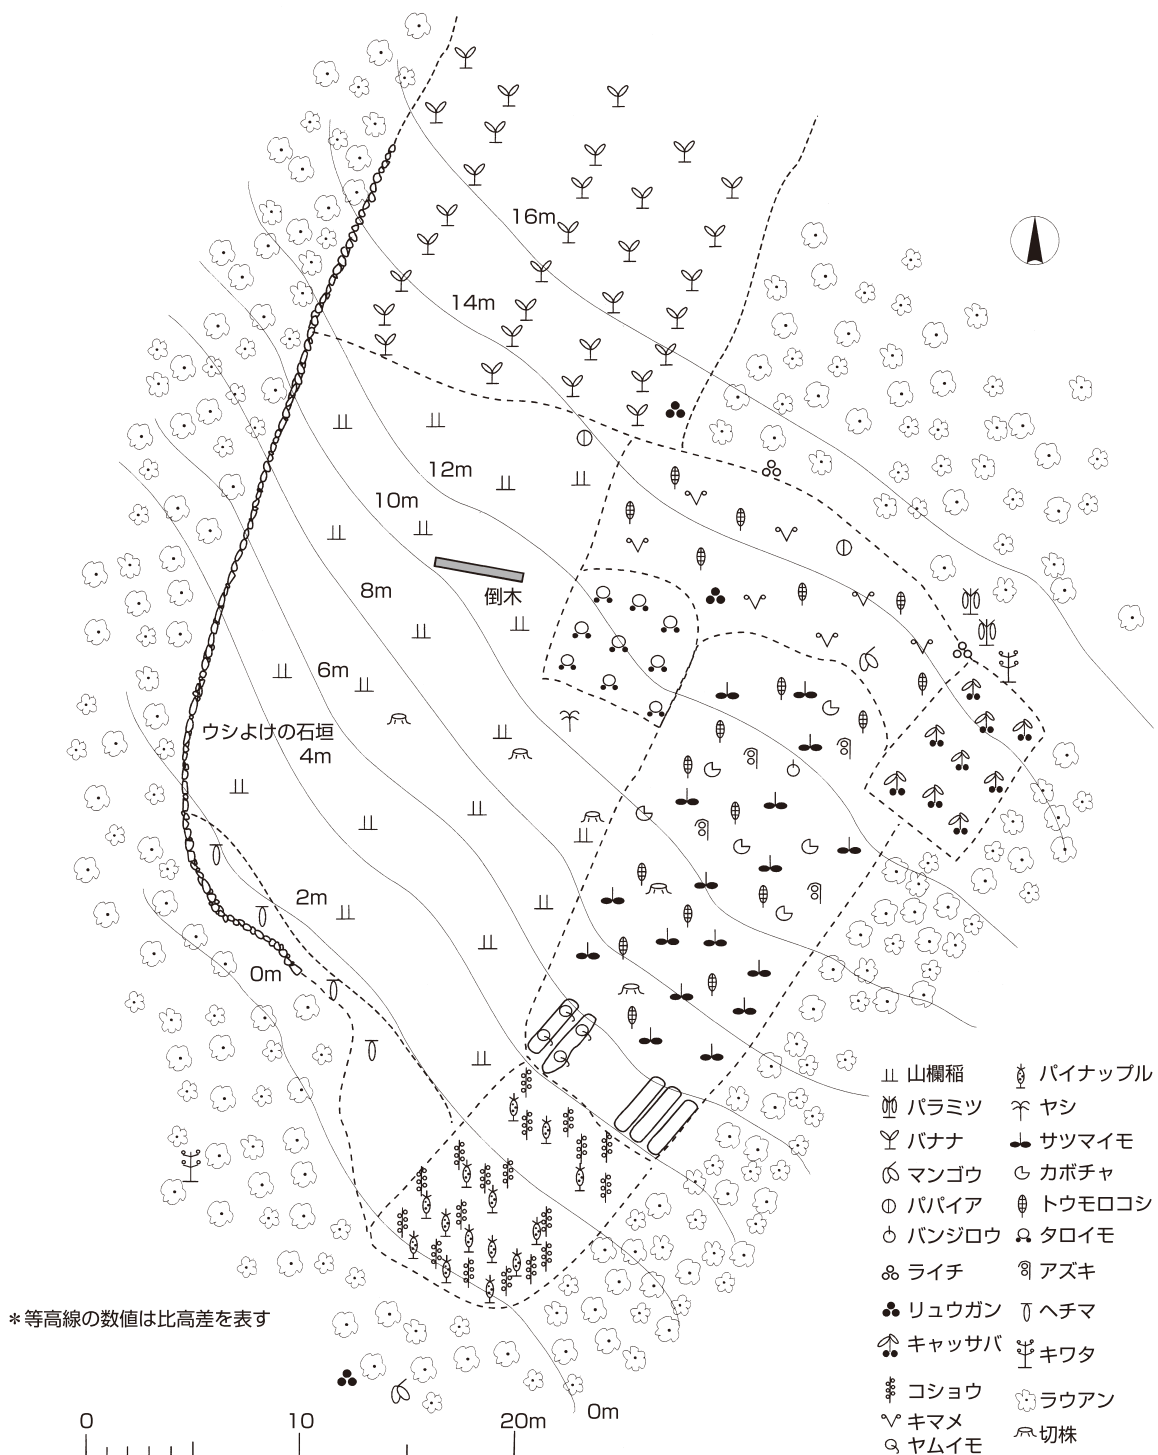 16m
14m
12m
10m
8m
倒木
6m
ウシよけの石垣
4m
2m
0m
山欄稲
パイナップル
パラミツ
ヤシ
バナナ
サツマイモ
マンゴウ
カボチャ
パパイア
トウモロコシ
バンジロウ
タロイモ
ライチ
アズキ
リュウガン
ヘチマ
キャッサバ
キワタ
コショウ
ラウアン
キマメ
切株
ヤムイモ
＊等高線の数値は比高差を表す
0m
0
10
20m